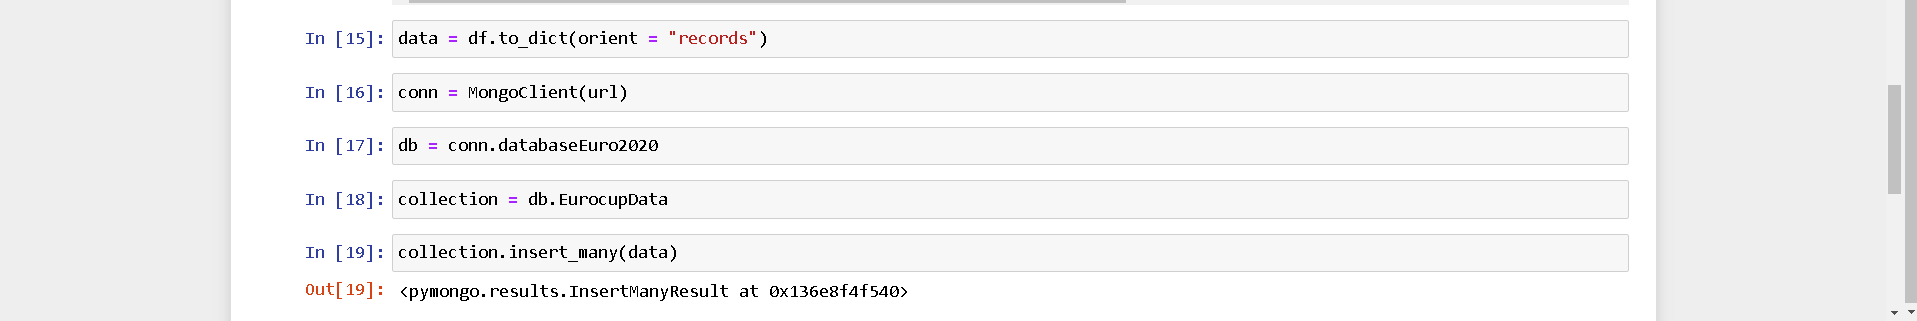 In [15]: data = df.to_dict(orient = "records")
In [16]: conn = MongoClient(url)
In [17]: db = conn.databaseEuro2020
In [18]: collection = db.EurocupData
In [19]: collection.insert_many(data)
Out[19]: <pymongo.results.InsertManyResult at 0x136e8f4f540>